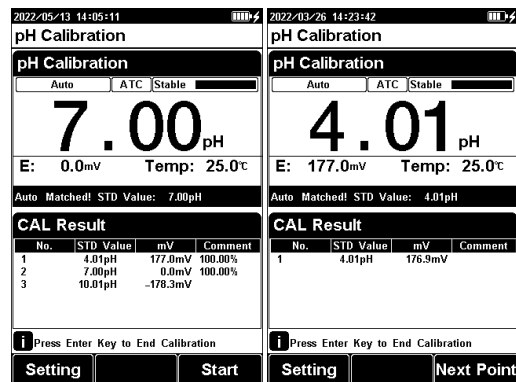 2022/05/13 14:05:11
pH Calibration
pH Calibration
Auto ATC Stable
7.00pH
E: 0.0mV Temp: 25.0℃
Auto Matched! STD Value: 7.00pH
CAL Result
No. STD Value mV Comment
1 4.01pH 177.0mV 100.00%
2 7.00pH 0.0mV 100.00%
3 10.01pH -178.3mV
i Press Enter Key to End Calibration
Setting Start
2022/03/26 14:23:42
pH Calibration
pH Calibration
Auto ATC Stable
4.01pH
E: 177.0mV Temp: 25.0℃
Auto Matched! STD Value: 4.01pH
CAL Result
No. STD Value mV Comment
1 4.01pH 176.9mV
i Press Enter Key to End Calibration
Setting Next Point